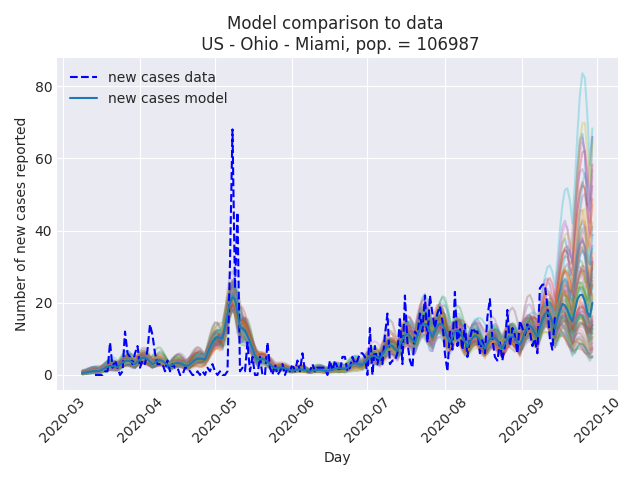 Model comparison to data
US - Ohio - Miami, pop. = 106987
new cases data
new cases model
Number of new cases reported
80
60
40
20
0
2020-03
2020-04
2020-05
2020-06
2020-07
2020-08
2020-09
2020-10
Day